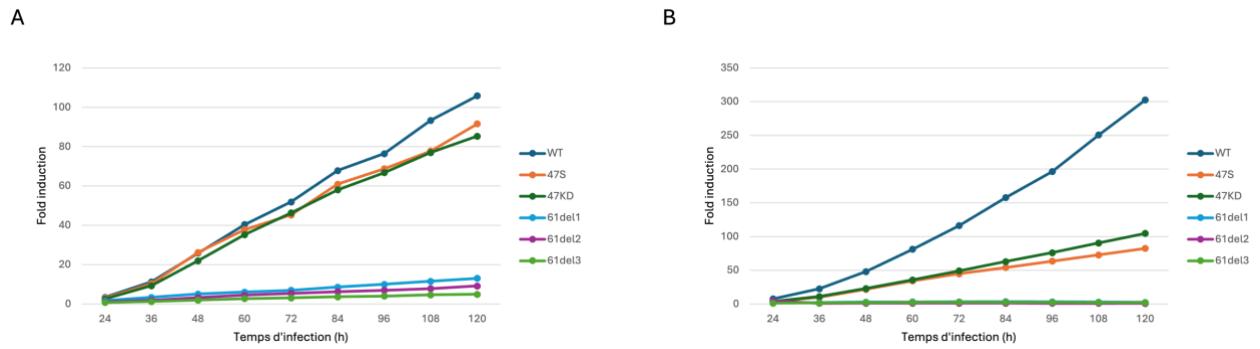 A
120
100
80
60
40
20
0
Fold induction
24 36 48 60 72 84 96 108 120
Temps d'infection (h)
WT
47S
47KD
61del1
61del2
61del3
B
350
300
250
200
150
100
50
0
Fold induction
24 36 48 60 72 84 96 108 120
Temps d'infection (h)
WT
47S
47KD
61del1
61del2
61del3